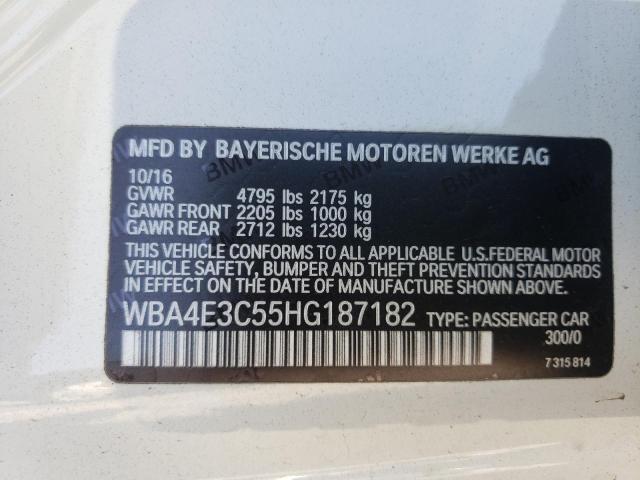 MFD BY BAYERISCHE MOTOREN WERKE AG
10/16
GVWR 4795 lbs 2175 kg
GAWR FRONT 2205 lbs 1000 kg
GAWR REAR 2712 lbs 1230 kg
THIS VEHICLE CONFORMS TO ALL APPLICABLE U.S.FEDERAL MOTOR
VEHICLE SAFETY, BUMPER AND THEFT PREVENTION STANDARDS
IN EFFECT ON THE DATE OF MANUFACTURE SHOWN ABOVE.
WBA4E3C55HG187182 TYPE: PASSENGER CAR
300/0
7 315 814